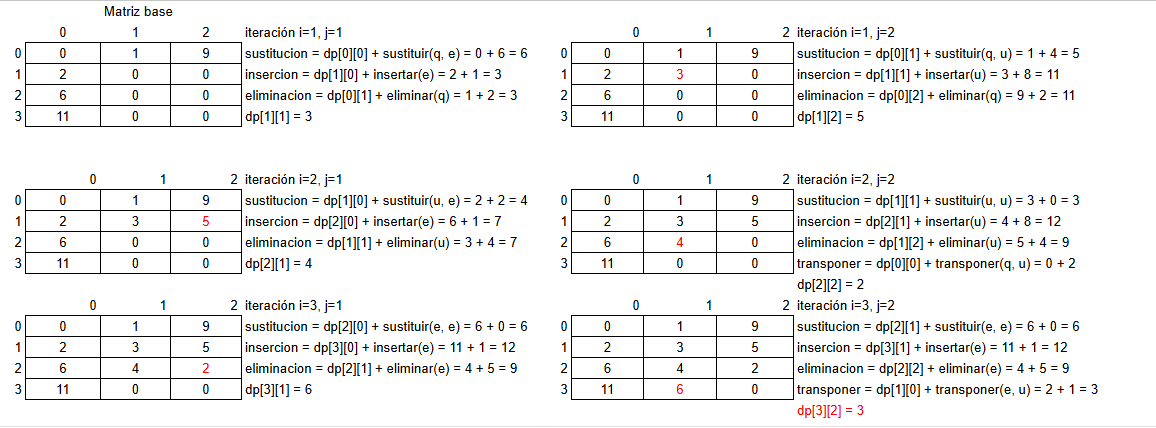 Matriz base
0 1 2 iteración i=1, j=1
0 0 1 9 sustitucion = dp[0][0] + sustituir(q, e) = 0 + 6 = 6
1 2 0 0 insercion = dp[1][0] + insertar(e) = 2 + 1 = 3
2 6 0 0 eliminacion = dp[0][1] + eliminar(q) = 1 + 2 = 3
3 11 0 0 dp[1][1] = 3
0 1 2 iteración i=1, j=2
0 0 1 9 sustitucion = dp[0][1] + sustituir(q, u) = 1 + 4 = 5
1 2 3 0 insercion = dp[1][1] + insertar(u) = 3 + 8 = 11
2 6 0 0 eliminacion = dp[0][2] + eliminar(q) = 9 + 2 = 11
3 11 0 0 dp[1][2] = 5
0 1 2 iteración i=2, j=1
0 0 1 9 sustitucion = dp[1][0] + sustituir(u, e) = 2 + 2 = 4
1 2 3 5 insercion = dp[2][0] + insertar(e) = 6 + 1 = 7
2 6 0 0 eliminacion = dp[1][1] + eliminar(u) = 3 + 4 = 7
3 11 0 0 dp[2][1] = 4
0 1 2 iteración i=2, j=2
0 0 1 9 sustitucion = dp[1][1] + sustituir(u, u) = 3 + 0 = 3
1 2 3 5 insercion = dp[2][1] + insertar(u) = 4 + 8 = 12
2 6 4 0 eliminacion = dp[1][2] + eliminar(u) = 5 + 4 = 9
3 11 0 0 transponer = dp[0][0] + transponer(q, u) = 0 + 2
dp[2][2] = 2
0 1 2 iteración i=3, j=1
0 0 1 9 sustitucion = dp[2][0] + sustituir(e, e) = 6 + 0 = 6
1 2 3 5 insercion = dp[3][0] + insertar(e) = 11 + 1 = 12
2 6 4 2 eliminacion = dp[2][1] + eliminar(e) = 4 + 5 = 9
3 11 0 0 dp[3][1] = 6
0 1 2 iteración i=3, j=2
0 0 1 9 sustitucion = dp[2][1] + sustituir(e, e) = 6 + 0 = 6
1 2 3 5 insercion = dp[3][1] + insertar(e) = 11 + 1 = 12
2 6 4 2 eliminacion = dp[2][2] + eliminar(e) = 4 + 5 = 9
3 11 6 0 transponer = dp[1][0] + transponer(e, u) = 2 + 1 = 3
dp[3][2] = 3